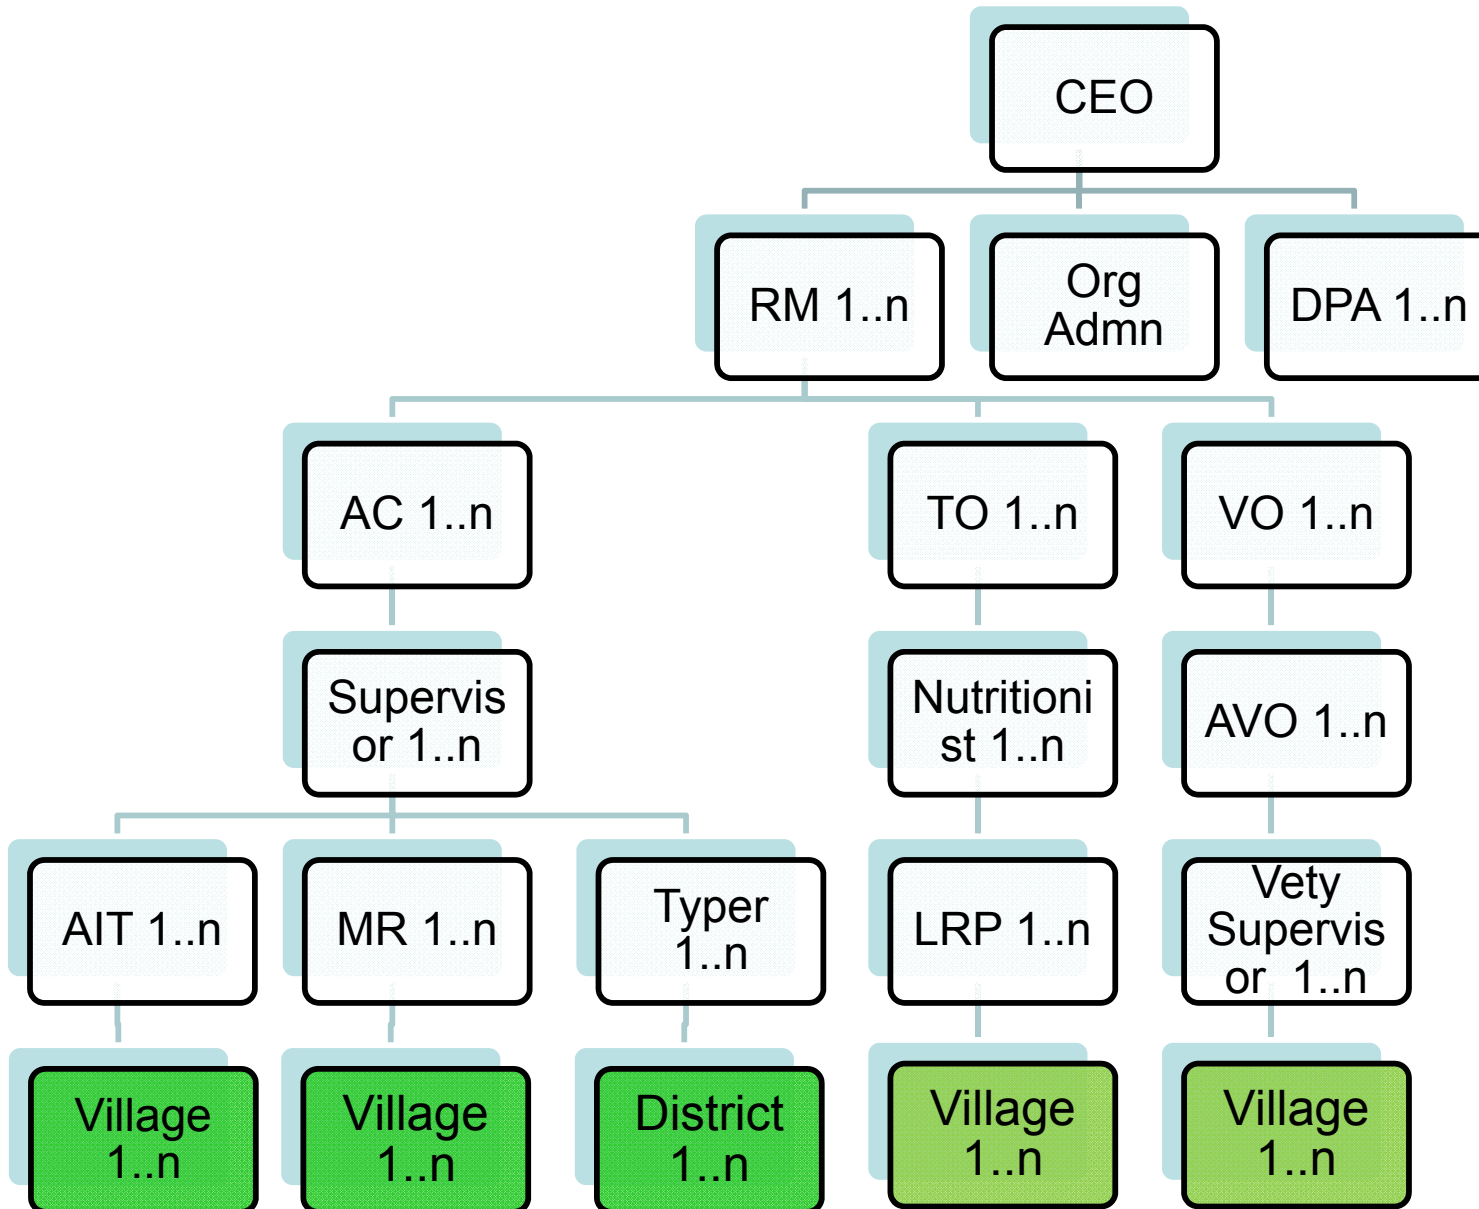 CEO
RM 1..n
Org
Admn
DPA 1..n
AC 1..n
TO 1..n
VO 1..n
Supervis
or 1..n
Nutritioni
st 1..n
AVO 1..n
AIT 1..n
MR 1..n
Typer
1..n
LRP 1..n
Vety
Supervis
or 1..n
Village
1..n
Village
1..n
District
1..n
Village
1..n
Village
1..n